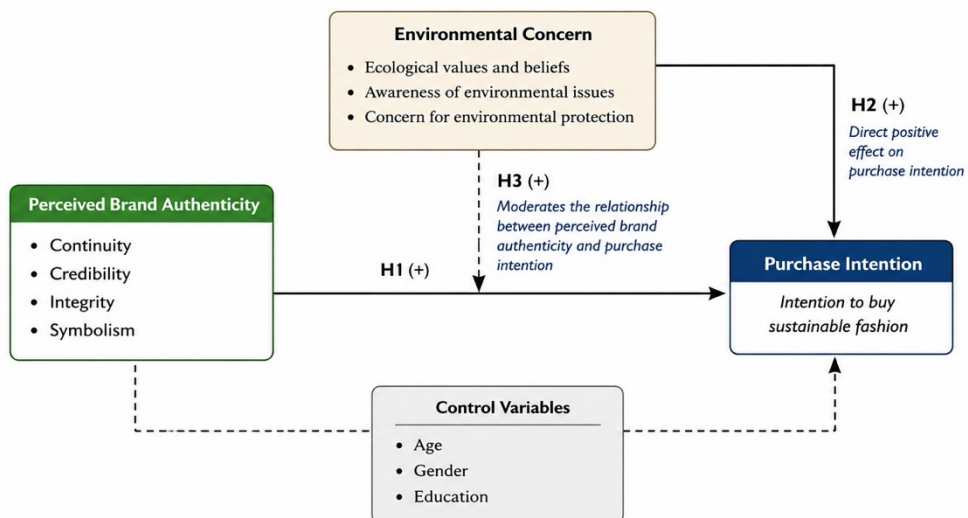 Environmental Concern
• Ecological values and beliefs
• Awareness of environmental issues
• Concern for environmental protection
H2 (+)
Direct positive
effect on
purchase intention
H3 (+)
Moderates the relationship
between perceived brand
authenticity and purchase
intention
Perceived Brand Authenticity
• Continuity
• Credibility
• Integrity
• Symbolism
H1 (+)
Purchase Intention
Intention to buy
sustainable fashion
Control Variables
• Age
• Gender
• Education